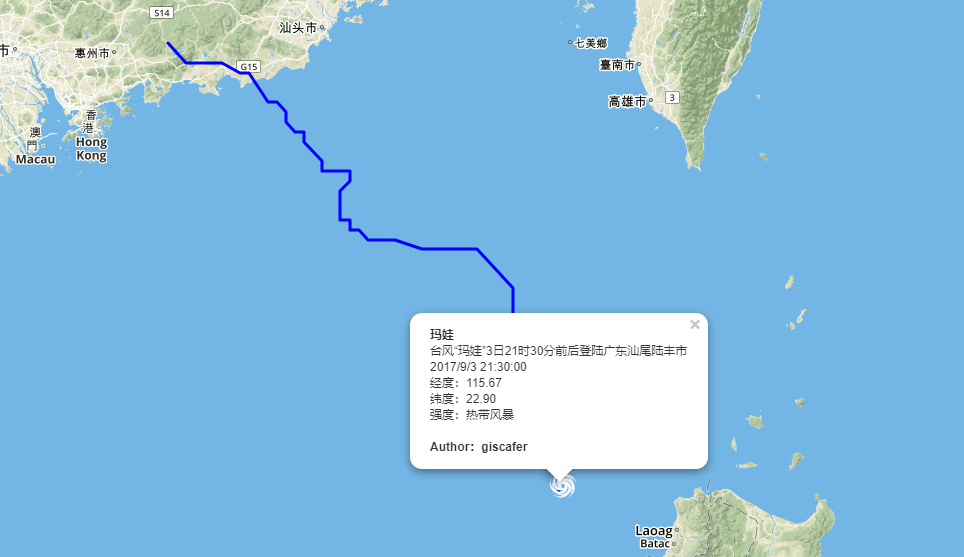 S14
汕头市
市
惠州市
G15
七美鄉
臺南市
高雄市
3
香
港
Hong
Kong
澳
門
Macau
×
玛娃
台风“玛娃”3日21时30分前后登陆广东汕尾陆丰市
2017/9/3 21:30:00
经度：115.67
纬度：22.90
强度：热带风暴
Author：giscafer
Laoag
Batac